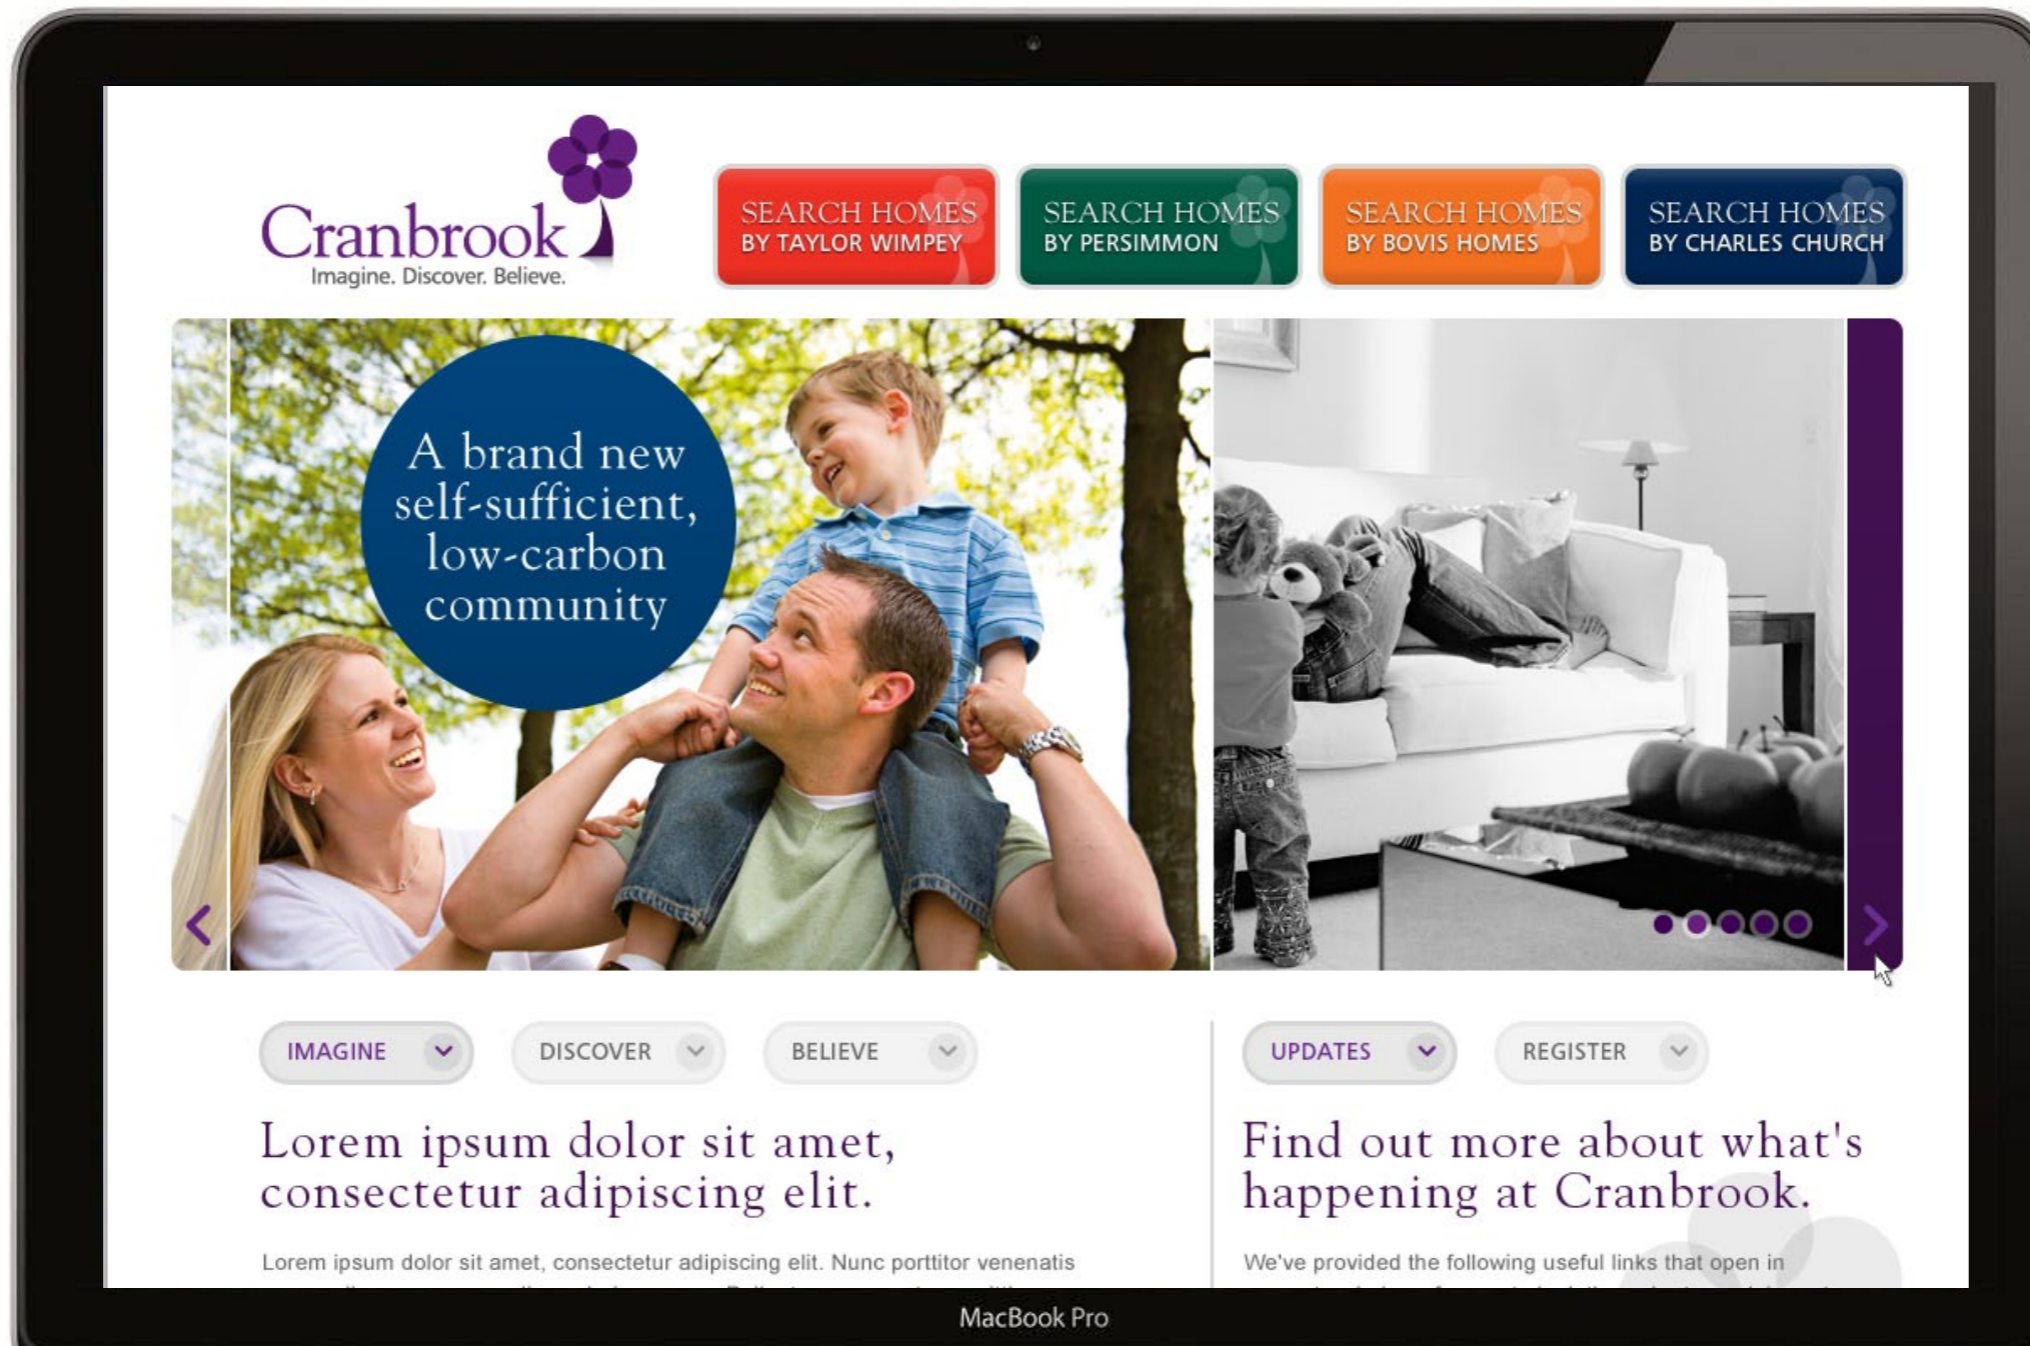 Cranbrook
Imagine. Discover. Believe.
SEARCH HOMES
BY TAYLOR WIMPEY
SEARCH HOMES
BY PERSIMMON
SEARCH HOMES
BY BOVIS HOMES
SEARCH HOMES
BY CHARLES CHURCH
A brand new
self-sufficient,
low-carbon
community
IMAGINE
DISCOVER
BELIEVE
Lorem ipsum dolor sit amet,
consectetur adipiscing elit.
Lorem ipsum dolor sit amet, consectetur adipiscing elit. Nunc porttitor venenatis
UPDATES
REGISTER
Find out more about what's
happening at Cranbrook.
We've provided the following useful links that open in
MacBook Pro